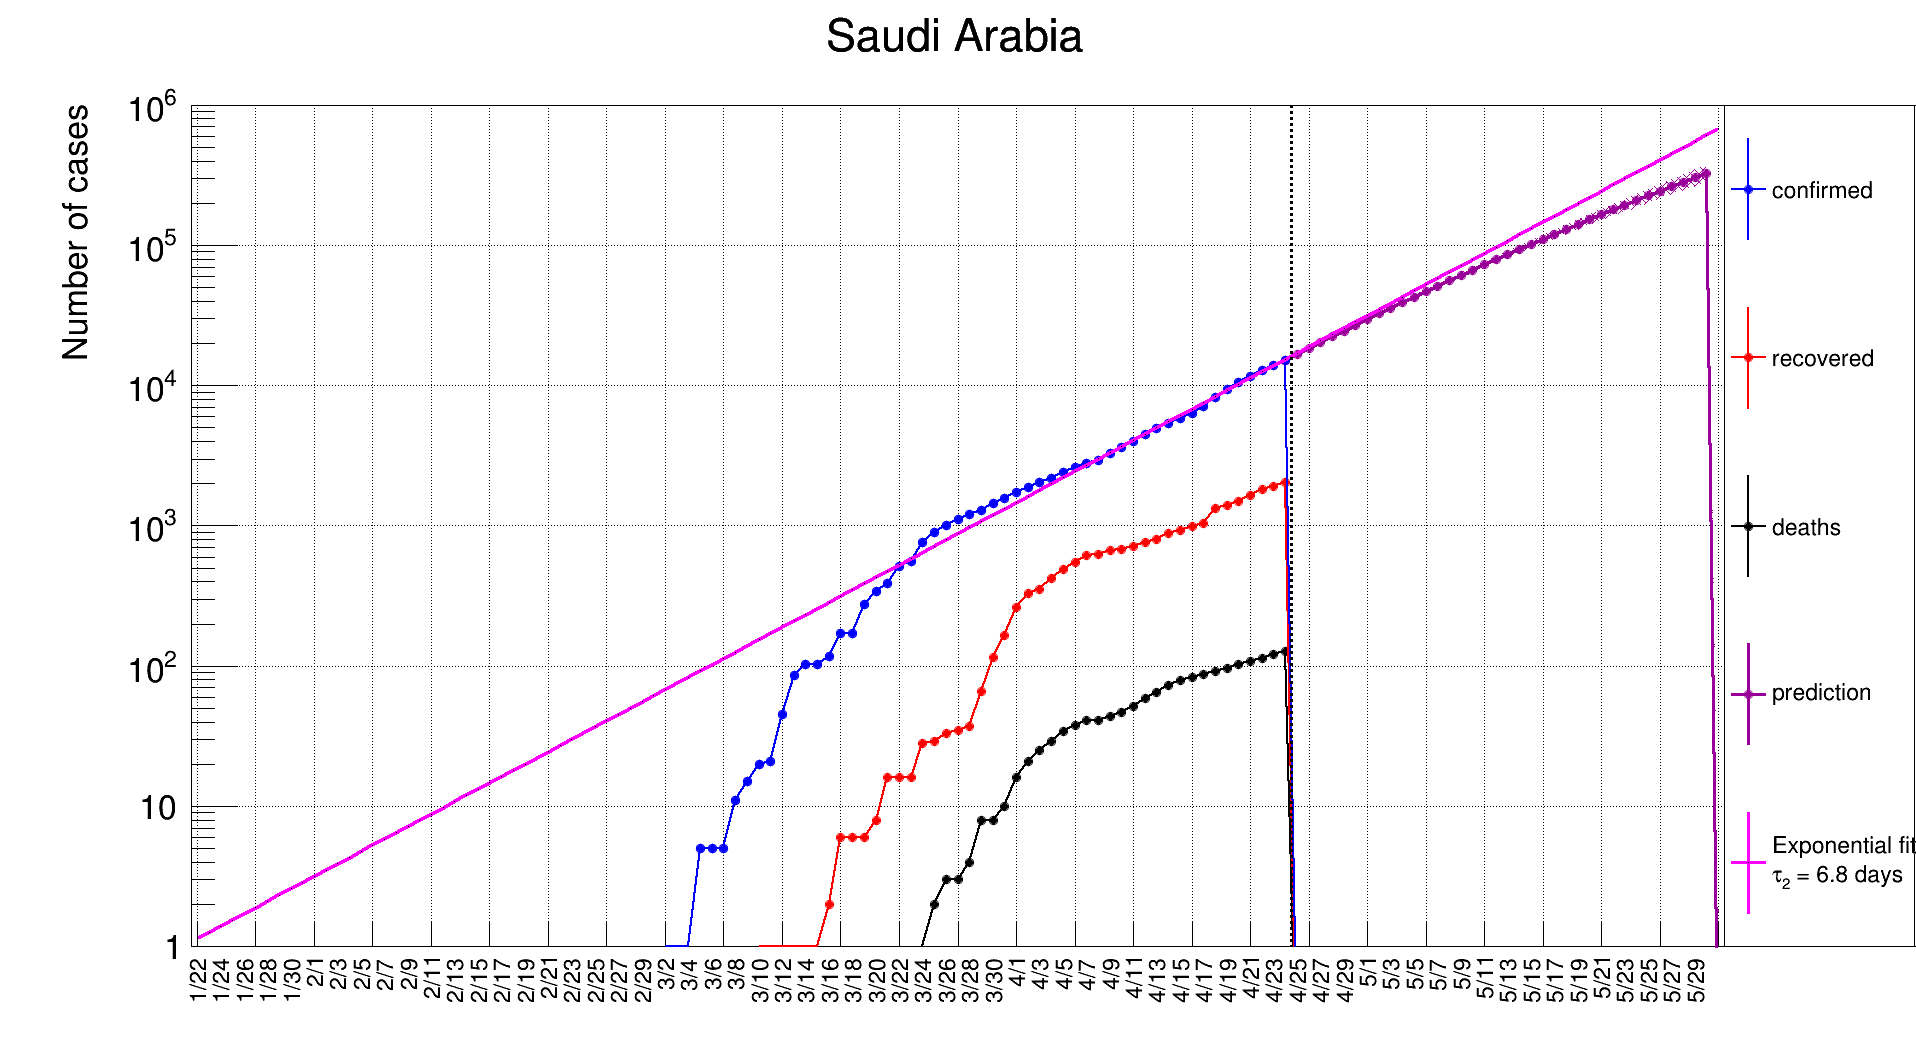 Saudi Arabia
Number of cases
10^6
10^5
10^4
10^3
10^2
10
1
1/22 1/24 1/26 1/28 1/30 2/1 2/3 2/5 2/7 2/9 2/11 2/13 2/15 2/17 2/19 2/21 2/23 2/25 2/27 2/29 3/2 3/4 3/6 3/8 3/10 3/12 3/14 3/16 3/18 3/20 3/22 3/24 3/26 3/28 3/30 4/1 4/3 4/5 4/7 4/9 4/11 4/13 4/15 4/17 4/19 4/21 4/23 4/25 4/27 4/29 5/1 5/3 5/5 5/7 5/9 5/11 5/13 5/15 5/17 5/19 5/21 5/23 5/25 5/27 5/29
confirmed
recovered
deaths
prediction
Exponential fit
τ₂ = 6.8 days